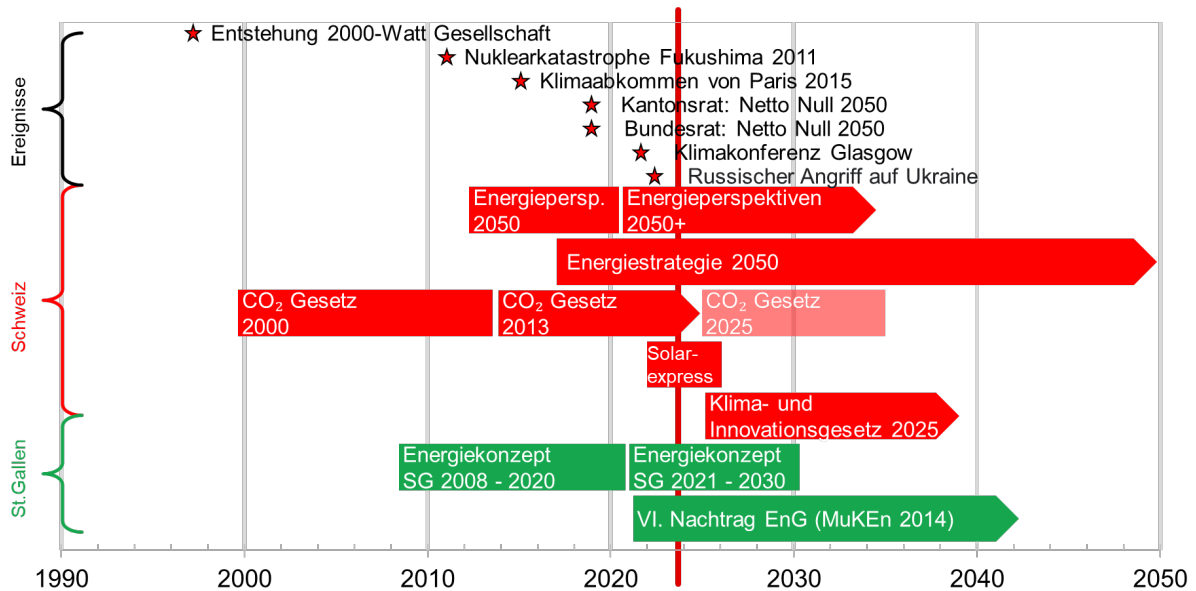 Entstehung 2000-Watt Gesellschaft
Nuklearkatastrophe Fukushima 2011
Klimaabkommen von Paris 2015
Kantonsrat: Netto Null 2050
Bundesrat: Netto Null 2050
Klimakonferenz Glasgow
Russischer Angriff auf Ukraine
Ereignisse
Energiepersp.
2050
Energieperspektiven
2050+
Energiestrategie 2050
CO₂ Gesetz
2000
CO₂ Gesetz
2013
CO₂ Gesetz
2025
Solar-
express
Klima- und
Innovationsgesetz 2025
Schweiz
Energiekonzept
SG 2008 - 2020
Energiekonzept
SG 2021 - 2030
VI. Nachtrag EnG (MuKEn 2014)
St.Gallen
1990 2000 2010 2020 2030 2040 2050